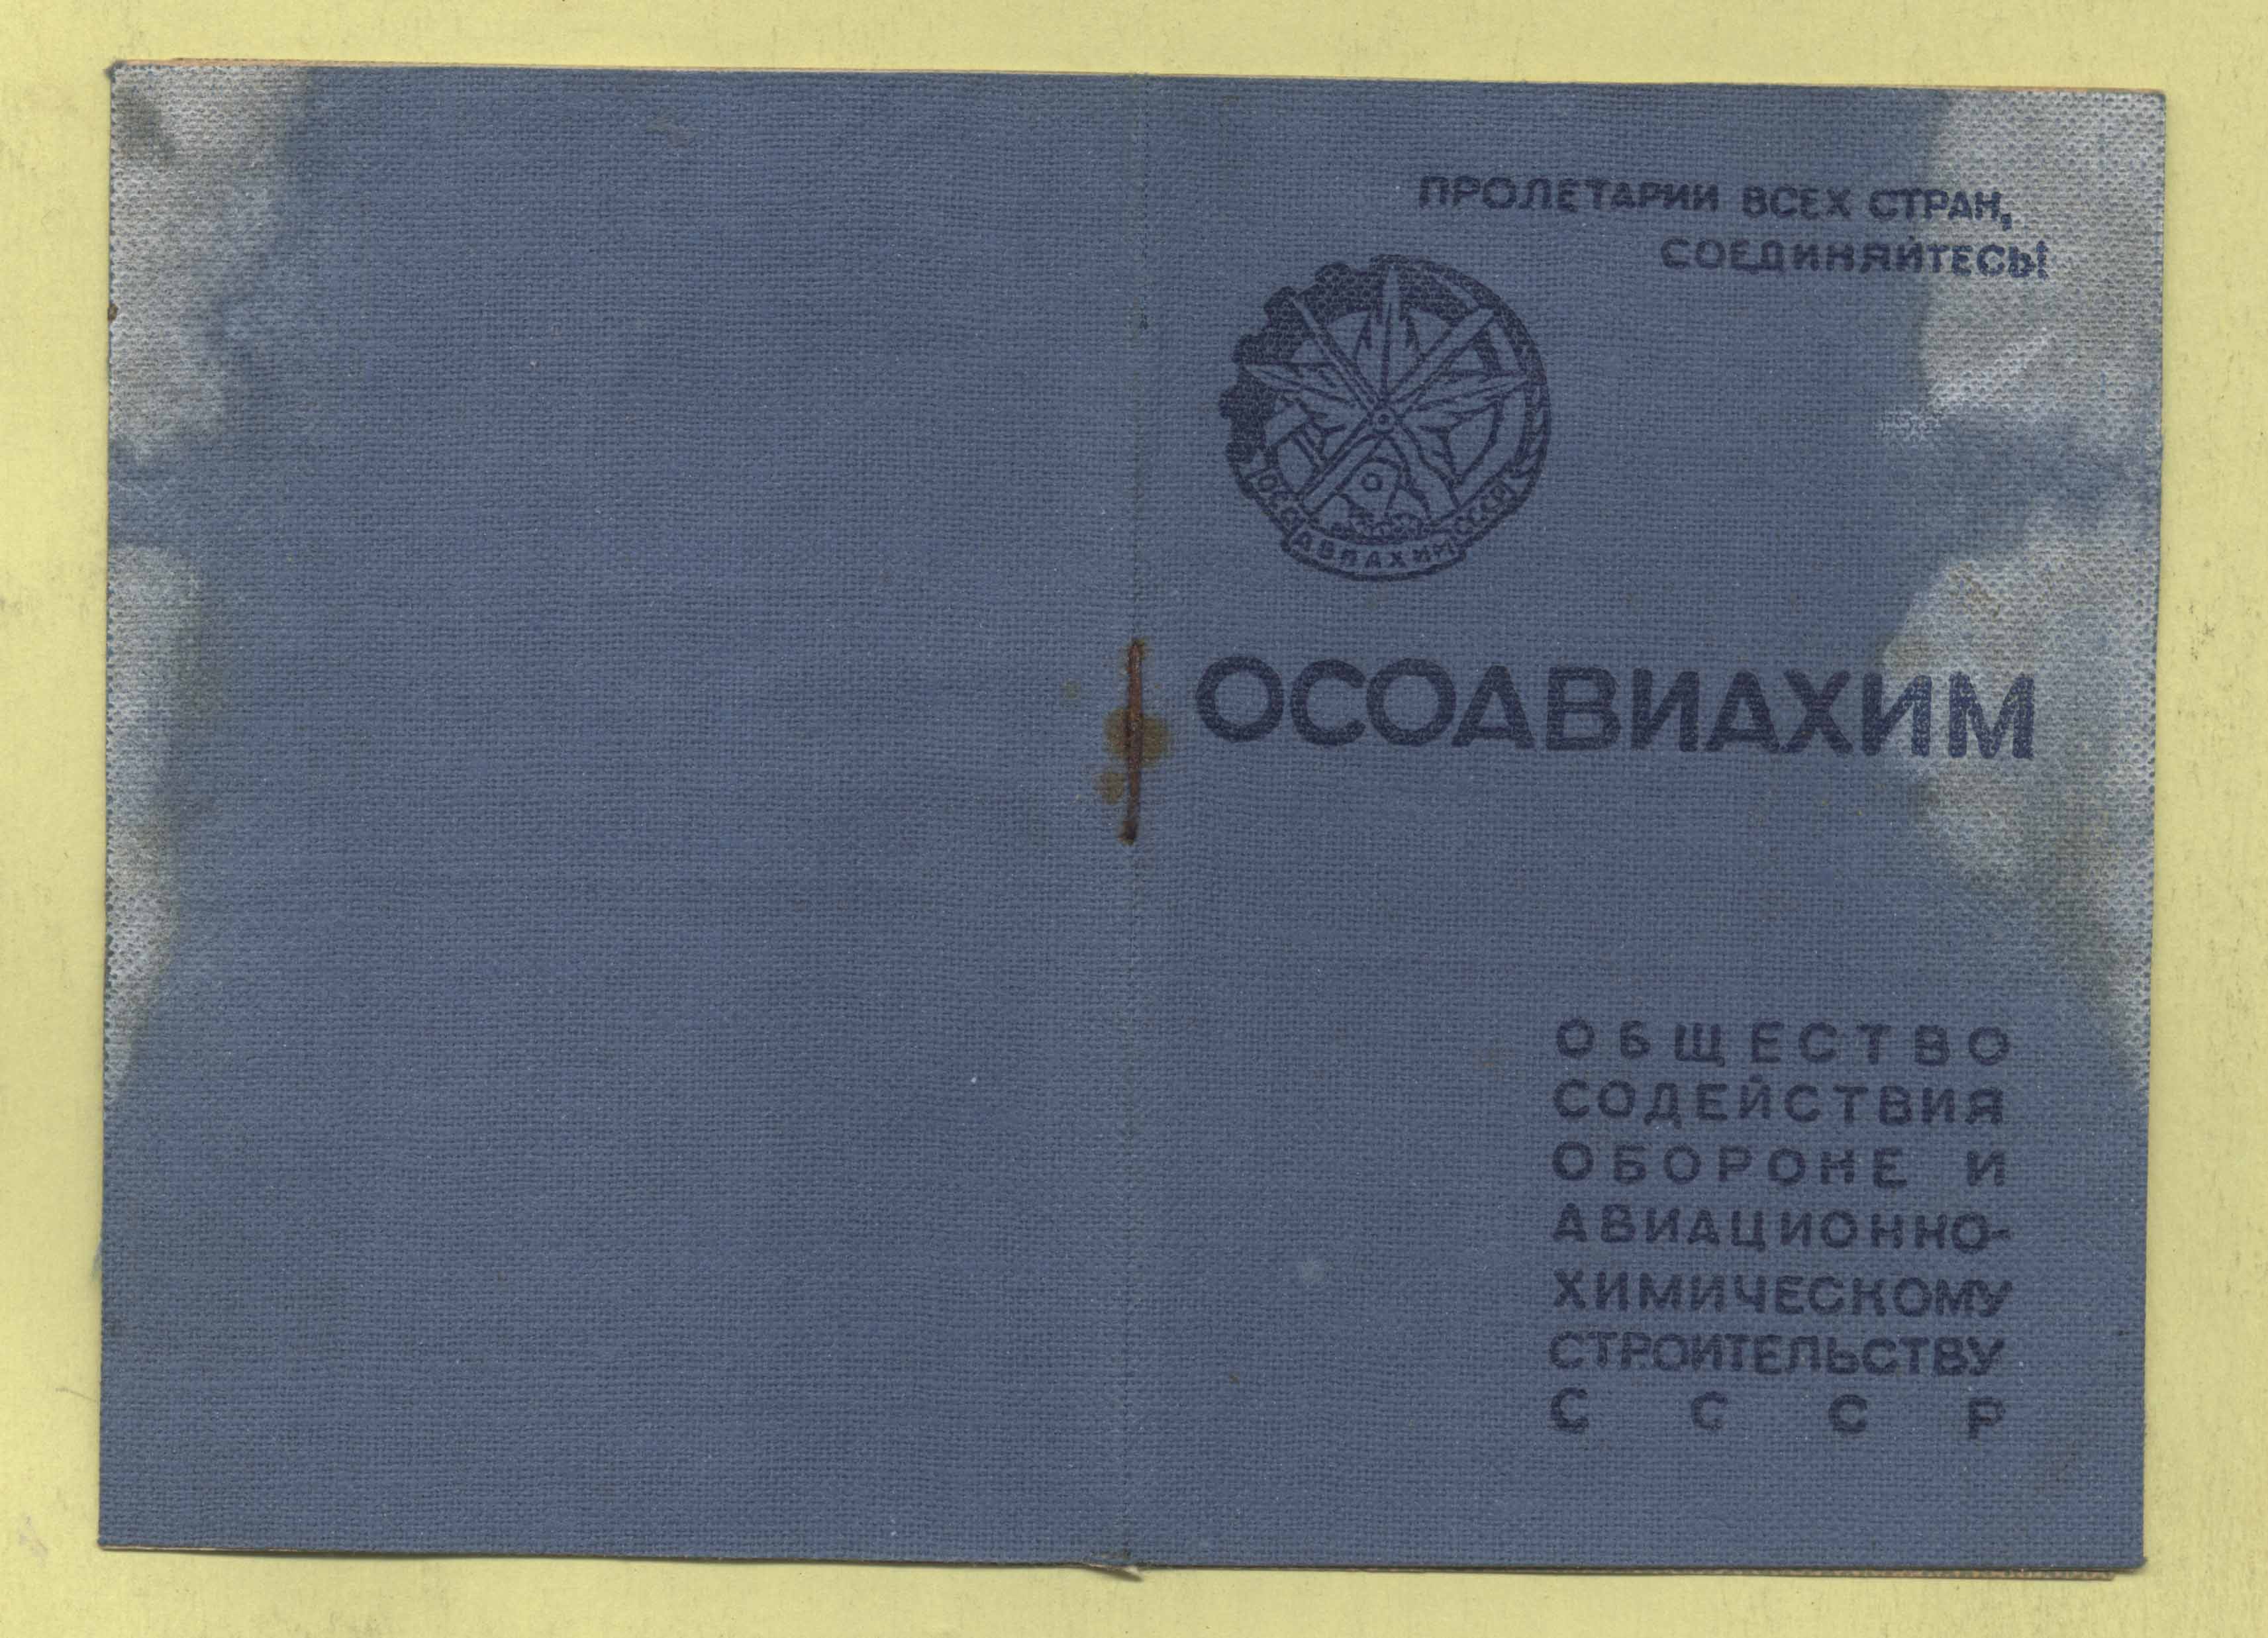 ПРОЛЕТАРИИ ВСЕХ СТРАН,
СОЕДИНЯЙТЕСЬ!
ОСОАВИАХИМ СССР
ОСОАВИАХИМ
ОБЩЕСТВО
СОДЕЙСТВИЯ
ОБОРОНЕ И
АВИАЦИОННО-
ХИМИЧЕСКОМУ
СТРОИТЕЛЬСТВУ
С С С Р